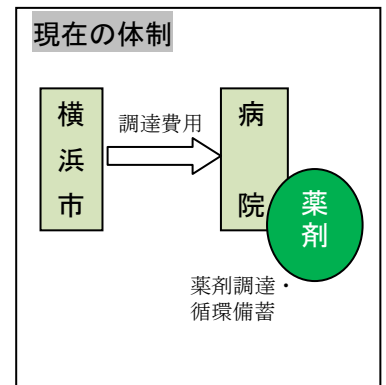 現在の体制
横浜市
調達費用
病院
薬剤
薬剤調達・
循環備蓄